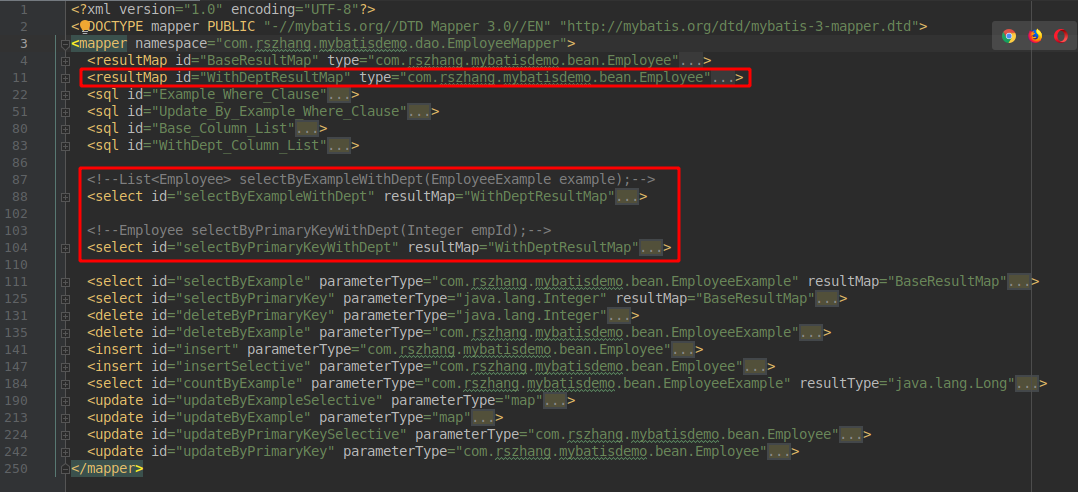 1 <?xml version="1.0" encoding="UTF-8"?>
2 <!DOCTYPE mapper PUBLIC "-//mybatis.org//DTD Mapper 3.0//EN" "http://mybatis.org/dtd/mybatis-3-mapper.dtd">
3 <mapper namespace="com.rszhang.mybatisdemo.dao.EmployeeMapper">
4 <resultMap id="BaseResultMap" type="com.rszhang.mybatisdemo.bean.Employee"...>
11 <resultMap id="WithDeptResultMap" type="com.rszhang.mybatisdemo.bean.Employee"...>
22 <sql id="Example_Where_Clause"...>
51 <sql id="Update_By_Example_Where_Clause"...>
80 <sql id="Base_Column_List"...>
83 <sql id="WithDept_Column_List"...>
86
87 <!--List<Employee> selectByExampleWithDept(EmployeeExample example);-->
88 <select id="selectByExampleWithDept" resultMap="WithDeptResultMap"...>
102
103 <!--Employee selectByPrimaryKeyWithDept(Integer empId);-->
104 <select id="selectByPrimaryKeyWithDept" resultMap="WithDeptResultMap"...>
110
111 <select id="selectByExample" parameterType="com.rszhang.mybatisdemo.bean.EmployeeExample" resultMap="BaseResultMap"...>
125 <select id="selectByPrimaryKey" parameterType="java.lang.Integer" resultMap="BaseResultMap"...>
131 <delete id="deleteByPrimaryKey" parameterType="java.lang.Integer"...>
135 <delete id="deleteByExample" parameterType="com.rszhang.mybatisdemo.bean.EmployeeExample"...>
141 <insert id="insert" parameterType="com.rszhang.mybatisdemo.bean.Employee"...>
147 <insert id="insertSelective" parameterType="com.rszhang.mybatisdemo.bean.Employee"...>
184 <select id="countByExample" parameterType="com.rszhang.mybatisdemo.bean.EmployeeExample" resultType="java.lang.Long"...>
190 <update id="updateByExampleSelective" parameterType="map"...>
213 <update id="updateByExample" parameterType="map"...>
224 <update id="updateByPrimaryKeySelective" parameterType="com.rszhang.mybatisdemo.bean.Employee"...>
242 <update id="updateByPrimaryKey" parameterType="com.rszhang.mybatisdemo.bean.Employee"...>
250 </mapper>